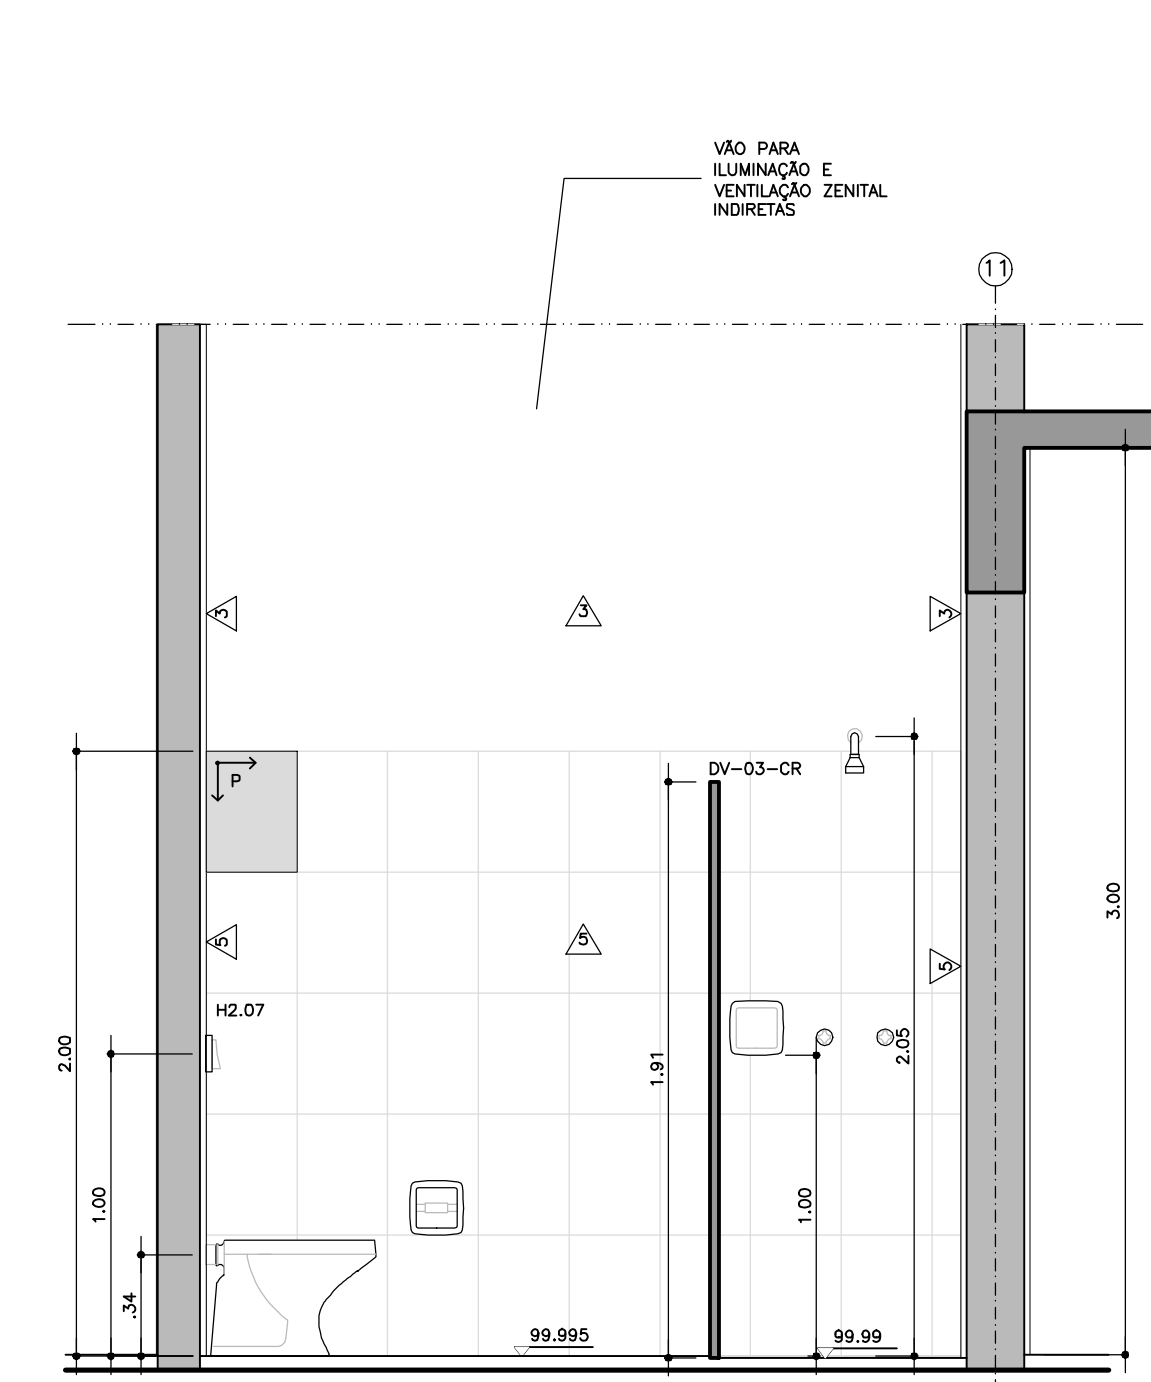 VÃO PARA
ILUMINAÇÃO E
VENTILAÇÃO ZENITAL
INDIRETAS
11
3
3
3
DV-03-CR
P
3.00
5
5
5
H2.07
2.00
1.91
2.05
1.00
1.00
.34
99.995
99.99